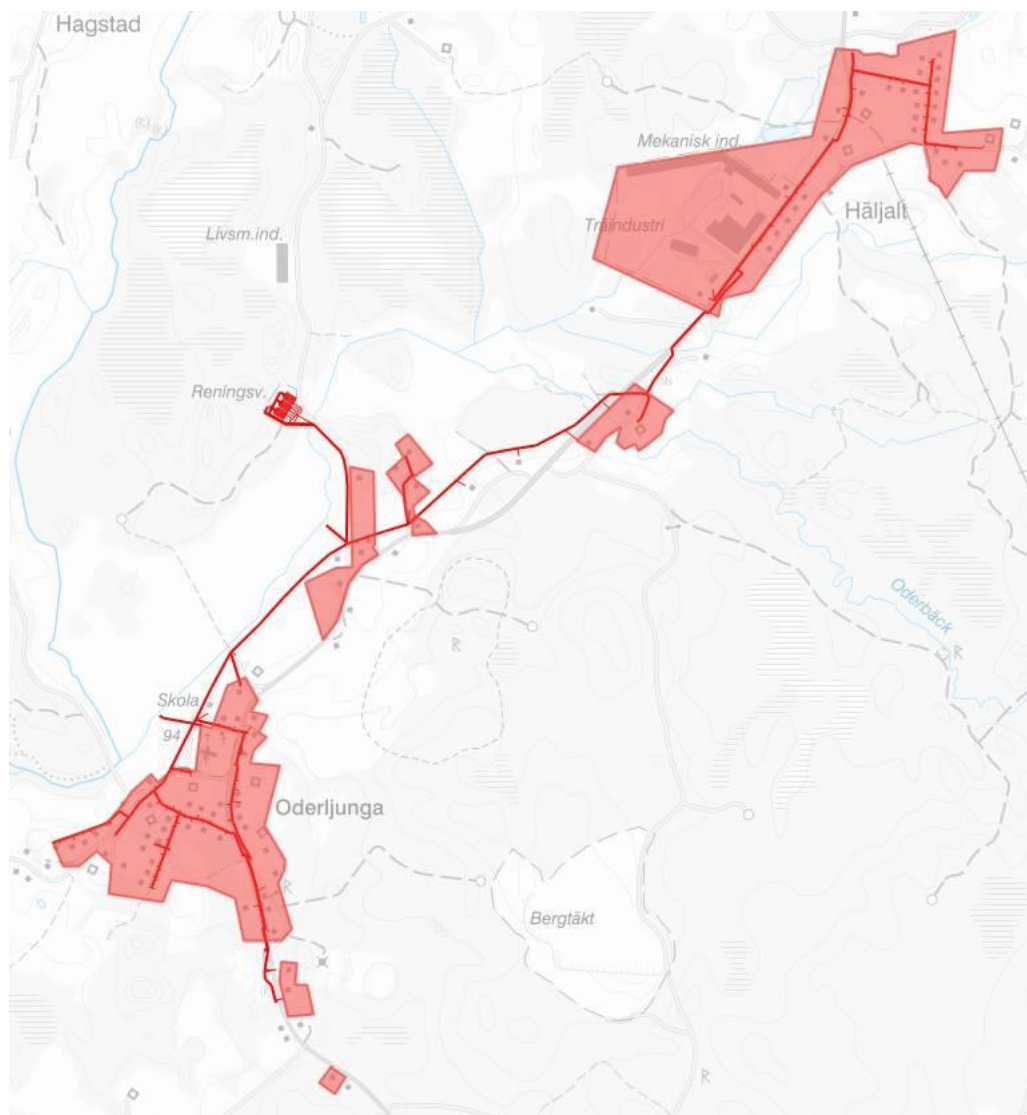 Hagstad
Mekanisk ind.
Häljalt
Träindustri
Livsm.ind.
Reningsv.
Oderbäck
R
R
Skola
94
Oderljunga
R
Bergtäkt
R